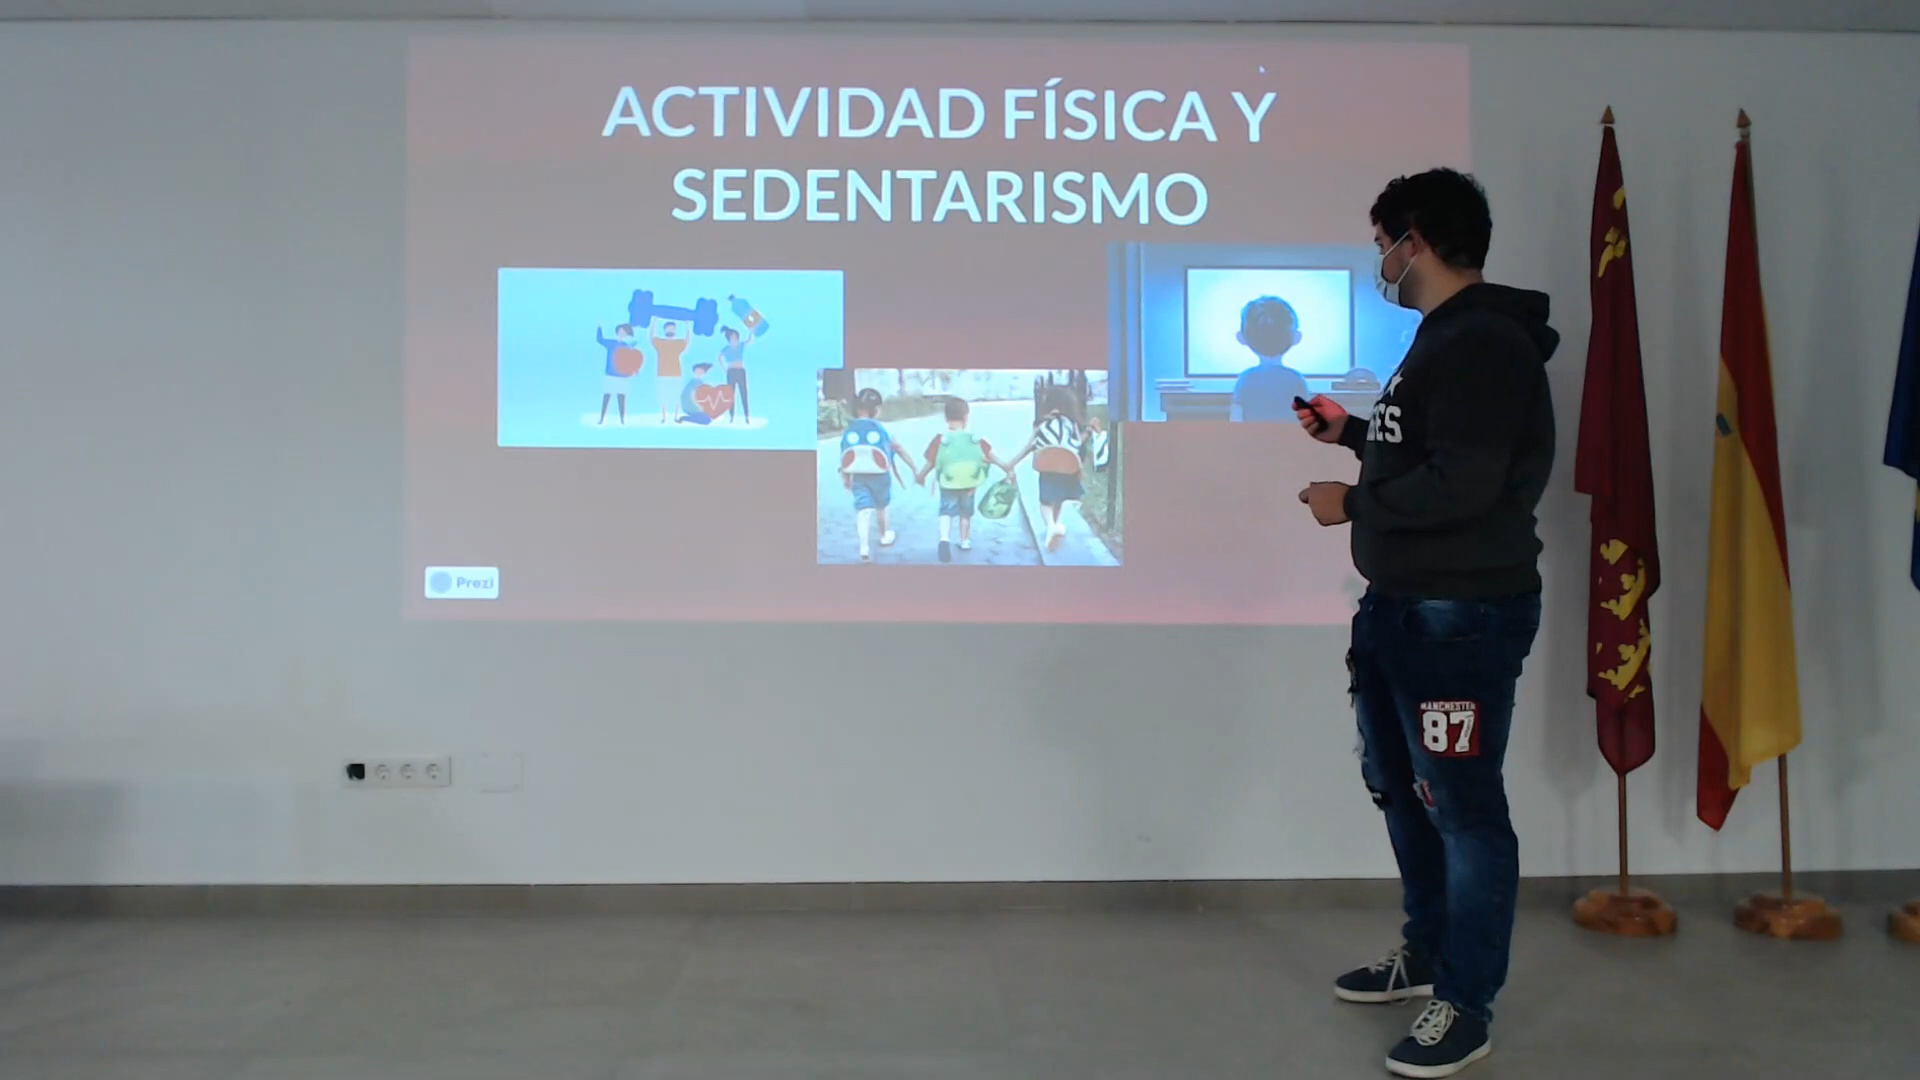 ACTIVIDAD FÍSICA Y
SEDENTARISMO
Prezi
MANCHESTER
87